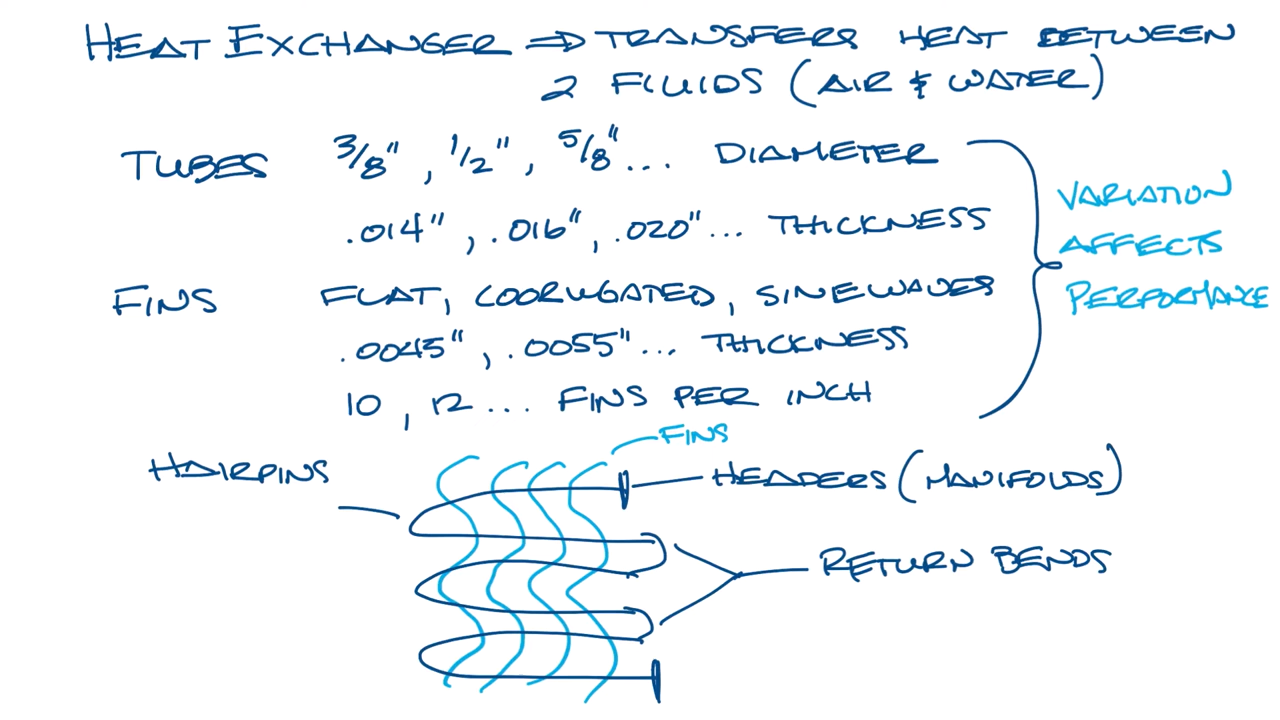 HEAT EXCHANGER ⇒ TRANSFERS HEAT BETWEEN
2 FLUIDS (AIR & WATER)
TUBES 3/8", 1/2", 5/8"... DIAMETER
.014", .016", .020"... THICKNESS
FINS FLAT, COORUGATED, SINEWAVES
.0045", .0055"... THICKNESS
10, 12... FINS PER INCH
VARIATION
AFFECTS
PERFORMANCE
FINS
HAIRPINS
HEADERS (MANIFOLDS)
RETURN BENDS